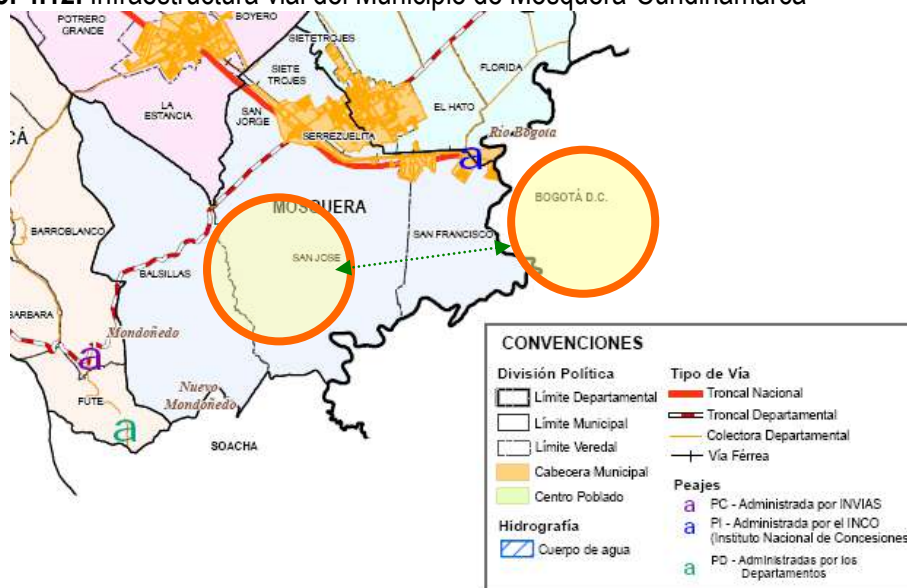 Infraestructura vial del Municipio de Mosquera Cundinamarca
POTRERO
GRANDE
BOYERO
SIETETROJES
SIETE
TROJES
FLORIDA
LA
ESTANCIA
SAN
JORGE
EL HATO
SERREZUELITA
Río Bogota
CÁ
a
BOGOTÁ D.C.
MOSQUERA
BARROBLANCO
SAN FRANCISCO
SAN JOSE
BALSILLAS
BARBARA
Mondoñedo
a
FUTE
Nuevo
Mondoñedo
a
SOACHA
CONVENCIONES
División Política
Límite Departamental
Límite Municipal
Límite Veredal
Cabecera Municipal
Centro Poblado
Hidrografía
Cuerpo de agua
Tipo de Vía
Troncal Nacional
Troncal Departamental
Colectora Departamental
Vía Férrea
Peajes
a PC - Administrada por INVIAS
a PI - Administrada por el INCO
(Instituto Nacional de Concesiones
a PD - Administradas por los
Departamentos